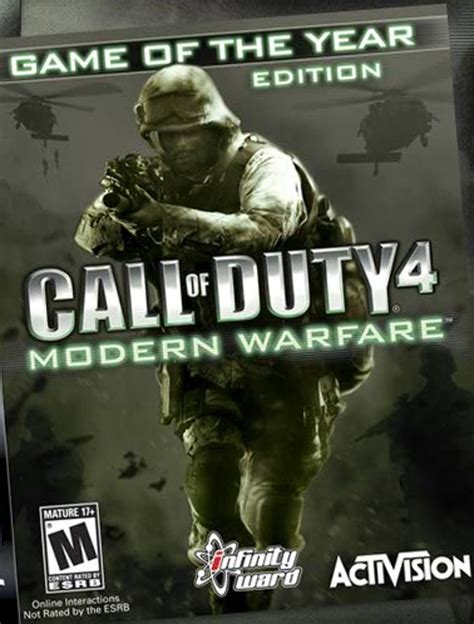 GAME OF THE YEAR
EDITION
CALL OF DUTY 4
MODERN WARFARE™
MATURE 17+
M
CONTENT RATED BY
ESRB
Online Interactions
Not Rated by the ESRB
infinity
ward
ACTIVISION